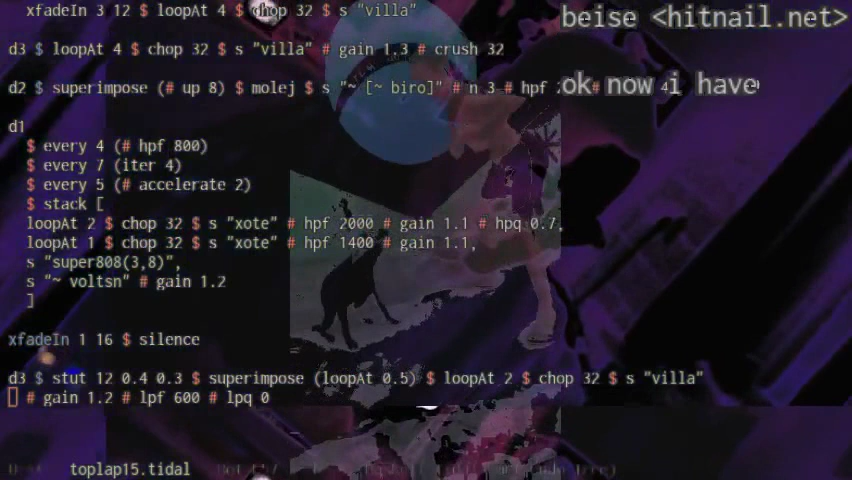 xfadeIn 3 12 $ loopAt 4 $ chop 32 $ s "villa"
beise <hitnail.net>
d3 $ loopAt 4 $ chop 32 $ s "villa" # gain 1.3 # crush 32
d2 $ superimpose (# up 8) $ molej $ s "~ [~ biro]" # n 3 # hpf
ok now i have
d1
$ every 4 (# hpf 800)
$ every 7 (iter 4)
$ every 5 (# accelerate 2)
$ stack [
loopAt 2 $ chop 32 $ s "xote" # hpf 2000 # gain 1.1 # hpq 0.7,
loopAt 1 $ chop 32 $ s "xote" # hpf 1400 # gain 1.1,
s "super808(3,8)",
s "~ voltsn" # gain 1.2
]
xfadeIn 1 16 $ silence
d3 $ stut 12 0.4 0.3 $ superimpose (loopAt 0.5) $ loopAt 2 $ chop 32 $ s "villa"
# gain 1.2 # lpf 600 # lpq 0
toplap15.tidal